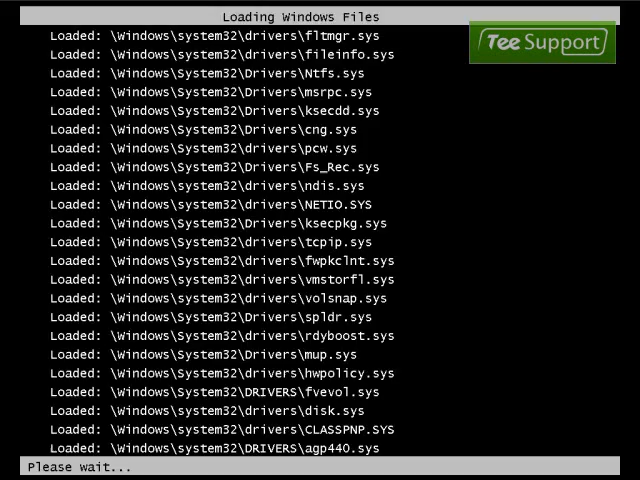 Loading Windows Files
Tee Support
Loaded: \Windows\system32\drivers\fltmgr.sys
Loaded: \Windows\system32\drivers\fileinfo.sys
Loaded: \Windows\System32\Drivers\Ntfs.sys
Loaded: \Windows\System32\Drivers\msrpc.sys
Loaded: \Windows\System32\Drivers\ksecdd.sys
Loaded: \Windows\System32\Drivers\cng.sys
Loaded: \Windows\System32\drivers\pcw.sys
Loaded: \Windows\System32\Drivers\Fs_Rec.sys
Loaded: \Windows\system32\drivers\ndis.sys
Loaded: \Windows\system32\drivers\NETIO.SYS
Loaded: \Windows\System32\Drivers\ksecpkg.sys
Loaded: \Windows\System32\drivers\tcpip.sys
Loaded: \Windows\System32\drivers\fwpkclnt.sys
Loaded: \Windows\system32\drivers\vmstorfl.sys
Loaded: \Windows\system32\drivers\volsnap.sys
Loaded: \Windows\System32\drivers\spldr.sys
Loaded: \Windows\System32\drivers\rdyboost.sys
Loaded: \Windows\System32\Drivers\mup.sys
Loaded: \Windows\System32\drivers\hwpolicy.sys
Loaded: \Windows\System32\DRIVERS\fvevol.sys
Loaded: \Windows\system32\drivers\disk.sys
Loaded: \Windows\system32\drivers\CLASSPNP.SYS
Loaded: \Windows\system32\DRIVERS\agp440.sys
Please wait...